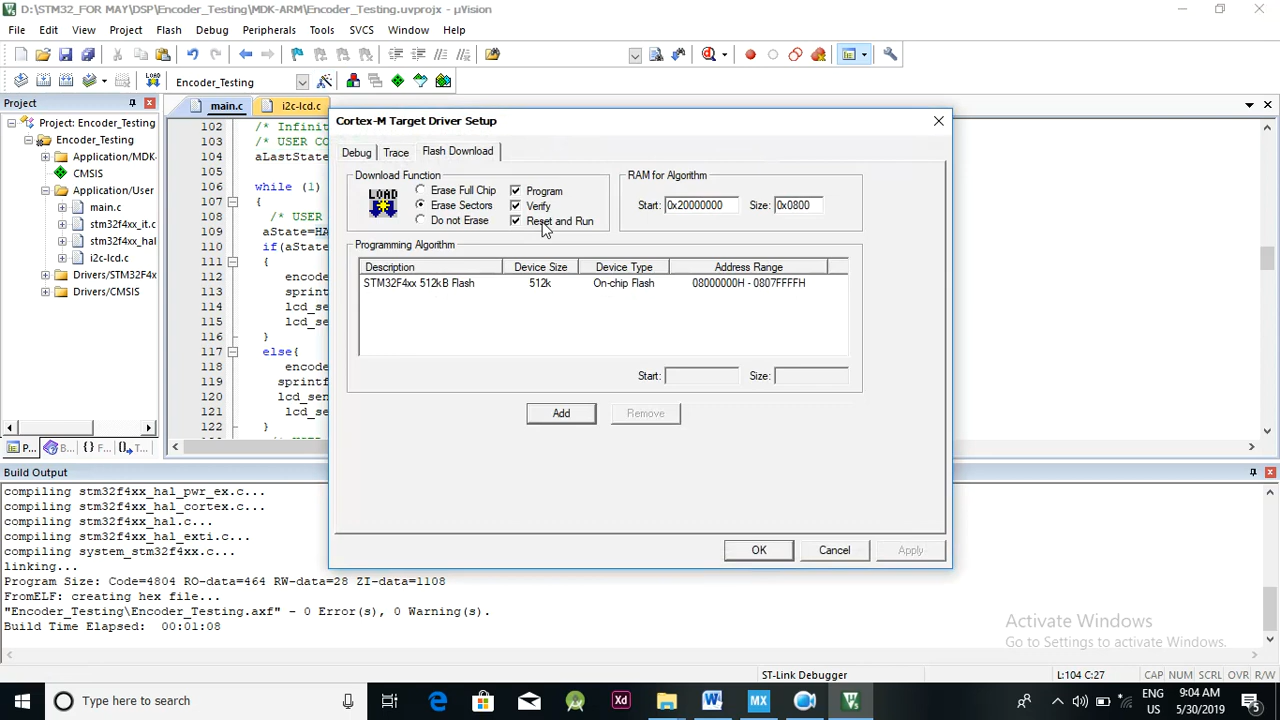 D:\STM32_FOR MAY\DSP\Encoder_Testing\MDK-ARM\Encoder_Testing.uvprojx - µVision
File Edit View Project Flash Debug Peripherals Tools SVCS Window Help
LOAD Encoder_Testing
Project
main.c
i2c-lcd.c
Project: Encoder_Testing
Encoder_Testing
Application/MDK-
CMSIS
Application/User
main.c
stm32f4xx_it.c
stm32f4xx_hal
i2c-lcd.c
Drivers/STM32F4x
Drivers/CMSIS
P... B... {} F... T...
102 /* Infinit
103 /* USER CO
104 aLastState
105
106 while (1)
107 {
108 /* USER
109 aState=HA
110 if(aState
111 {
112 encode
113 sprint
114 lcd_se
115 lcd_se
116 }
117 else{
118 encode
119 sprintf
120 lcd_sen
121 lcd_se
122 }
Cortex-M Target Driver Setup
Debug Trace Flash Download
Download Function
LOAD
Erase Full Chip
Erase Sectors
Do not Erase
Program
Verify
Reset and Run
RAM for Algorithm
Start: 0x20000000 Size: 0x0800
Programming Algorithm
Description Device Size Device Type Address Range
STM32F4xx 512kB Flash 512k On-chip Flash 08000000H - 0807FFFFH
Start: Size:
Add Remove
OK Cancel Apply
Build Output
compiling stm32f4xx_hal_pwr_ex.c...
compiling stm32f4xx_hal_cortex.c...
compiling stm32f4xx_hal.c...
compiling stm32f4xx_hal_exti.c...
compiling system_stm32f4xx.c...
linking...
Program Size: Code=4804 RO-data=464 RW-data=28 ZI-data=1108
FromELF: creating hex file...
"Encoder_Testing\Encoder_Testing.axf" - 0 Error(s), 0 Warning(s).
Build Time Elapsed: 00:01:08
Activate Windows
Go to Settings to activate Windows.
ST-Link Debugger L:104 C:27 CAP NUM SCRL OVR R/W
Type here to search
Xd
W
MX
ENG
US
9:04 AM
5/30/2019
5